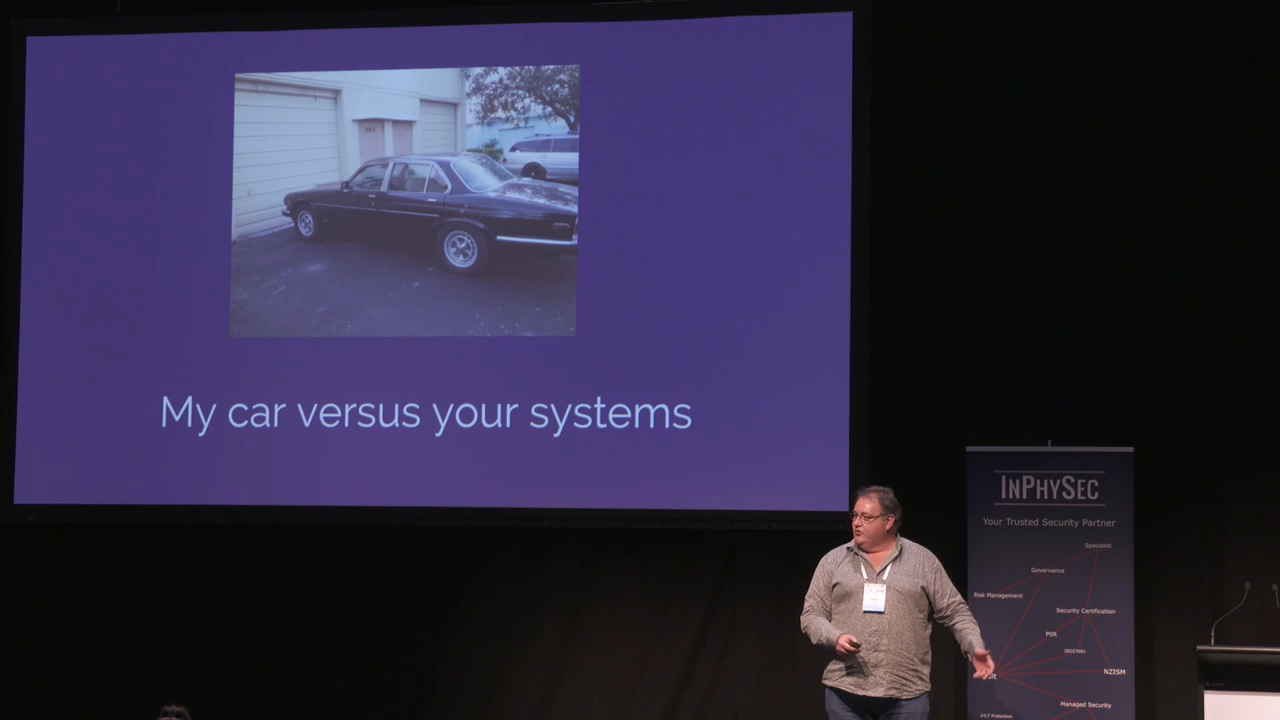 My car versus your systems
InPhySec
Your Trusted Security Partner
Specialist
Governance
Risk Management
Security Certification
PSR
ISO27001
NZISM
Managed Security
24/7 Protection